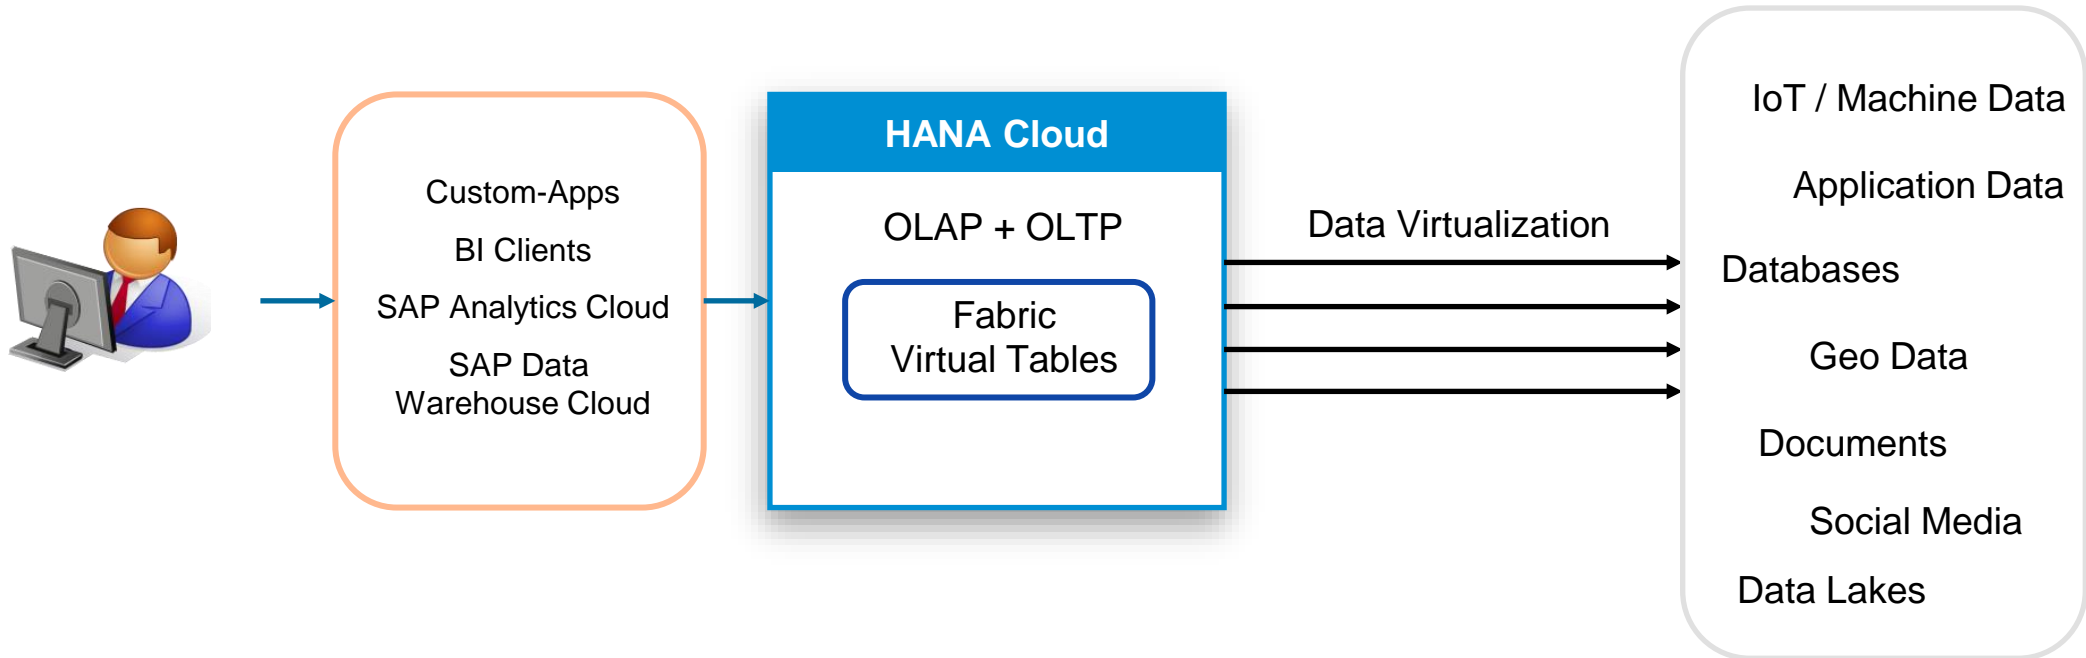 Custom-Apps
BI Clients
SAP Analytics Cloud
SAP Data
Warehouse Cloud
HANA Cloud
OLAP + OLTP
Fabric
Virtual Tables
Data Virtualization
IoT / Machine Data
Application Data
Databases
Geo Data
Documents
Social Media
Data Lakes